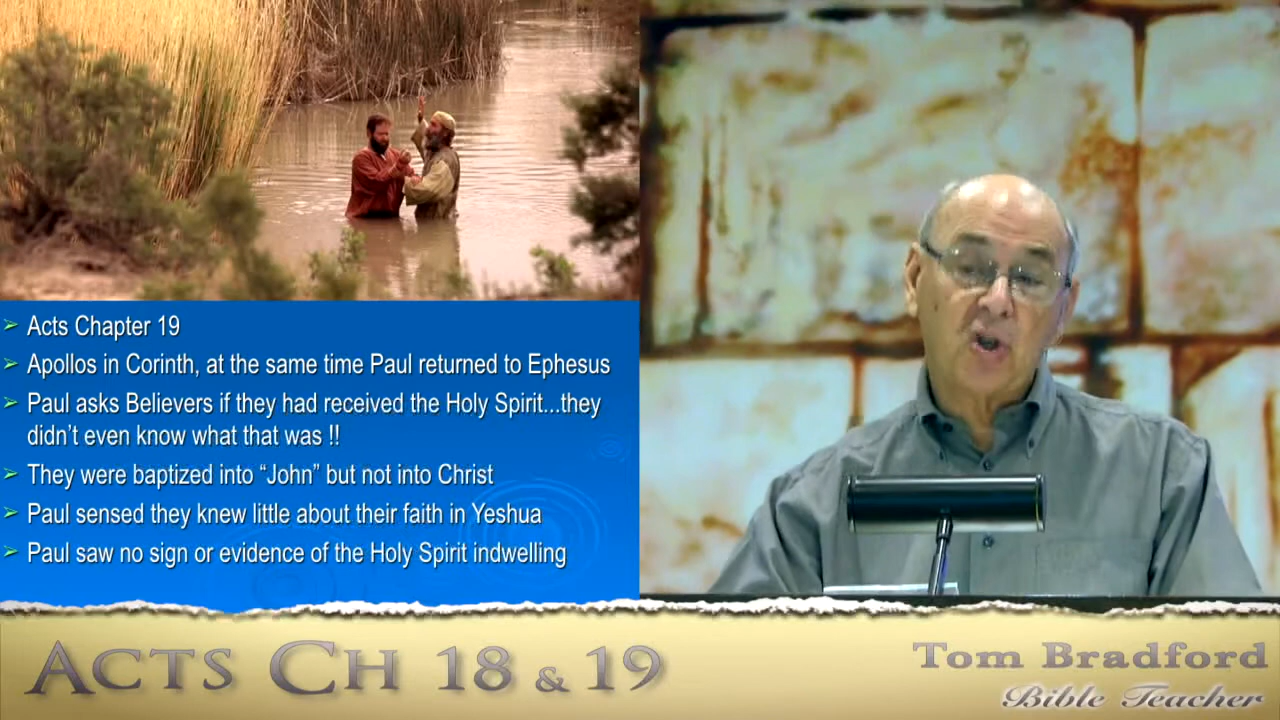 Acts Chapter 19
Apollos in Corinth, at the same time Paul returned to Ephesus
Paul asks Believers if they had received the Holy Spirit...they
didn't even know what that was !!
They were baptized into “John” but not into Christ
Paul sensed they knew little about their faith in Yeshua
Paul saw no sign or evidence of the Holy Spirit indwelling
Acts Ch 18 & 19
Tom Bradford
Bible Teacher